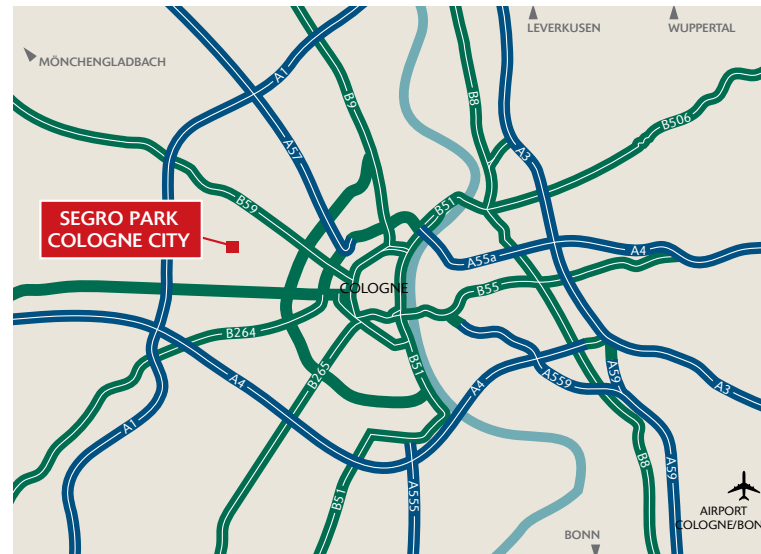 LEVERKUSEN
WUPPERTAL
MÖNCHENGLADBACH
A1
B9
B8
A57
A3
B506
B59
B51
SEGRO PARK
COLOGNE CITY
A55a
A4
COLOGNE
B55
B264
B265
B51
A4
A559
A59
A3
A1
B51
A555
B8
A59
BONN
AIRPORT
COLOGNE/BON